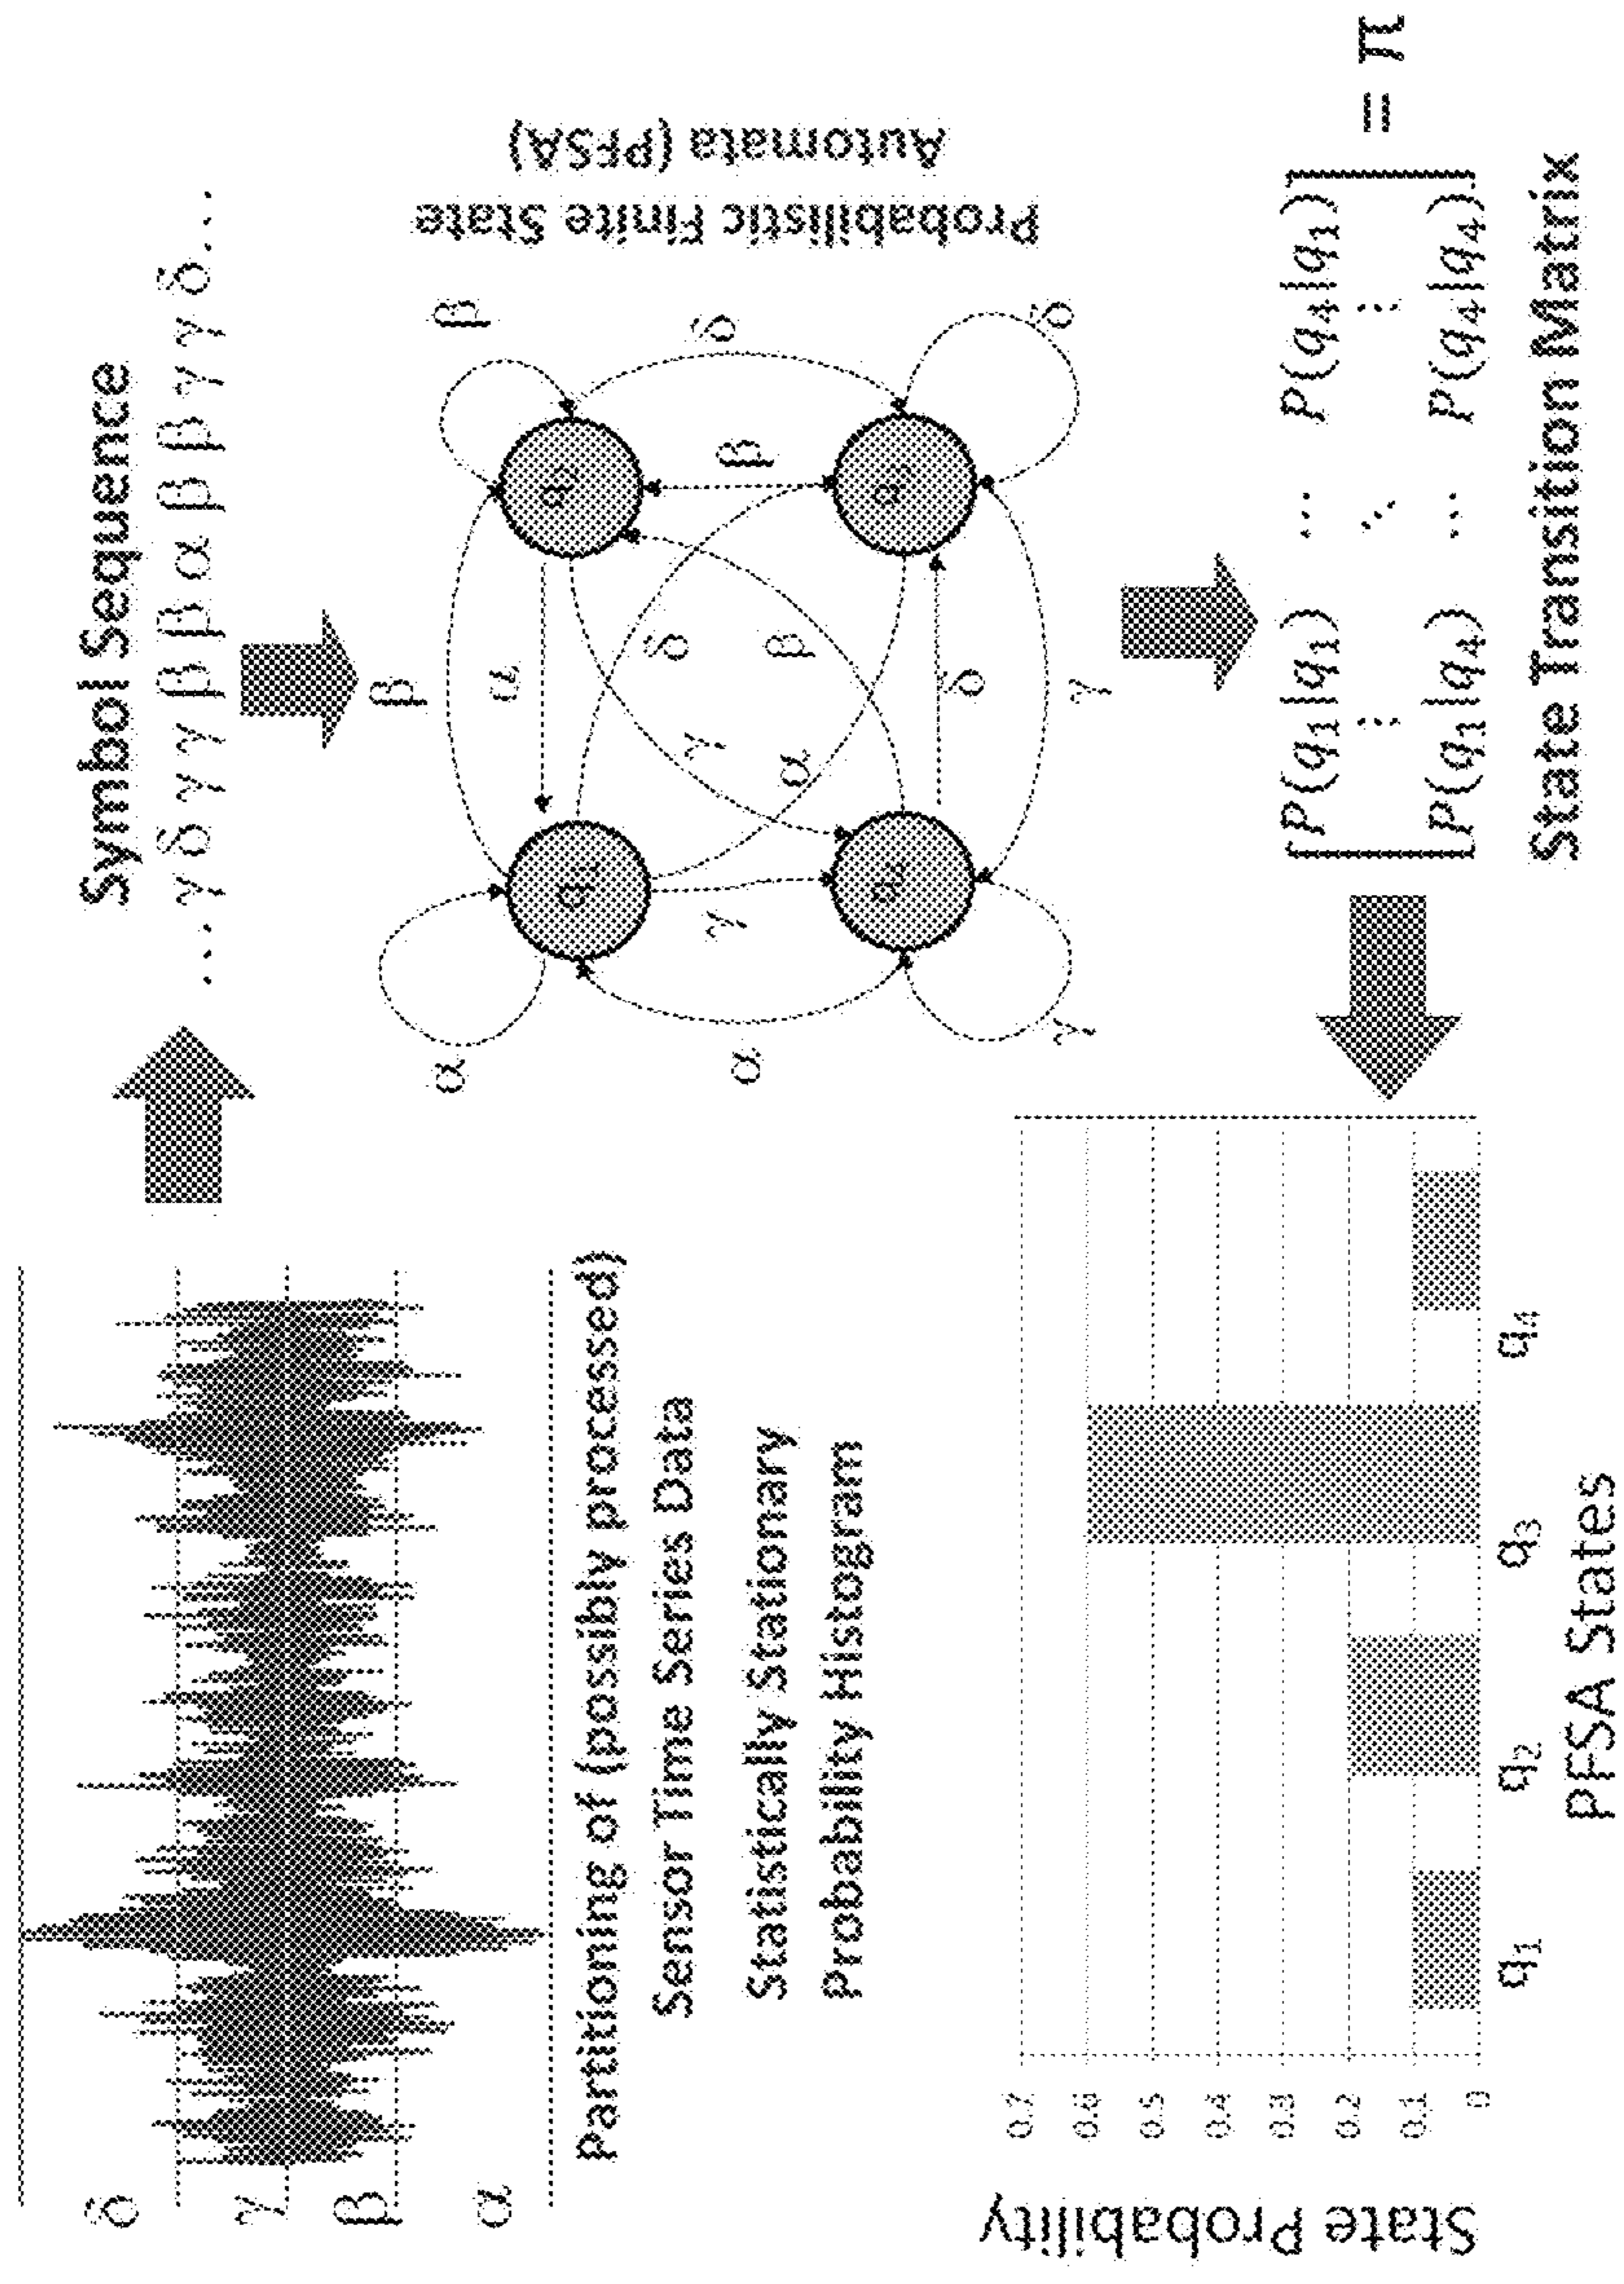 δ
γ
β
α
Partitioning of (possibly processed)
Sensor Time Series Data
Symbol Sequence
… γ δ γ γ β β α β β γ γ δ…
β
α
β
α
α
γ
δ
γ
β
α
β
δ
δ
γ
γ
δ
Probabilistic Finite State
Automata (PFSA)
Statistically Stationary
Probability Histogram
State Probability
0.7
0.6
0.5
0.4
0.3
0.2
0.1
0
q₁ q₂ q₃ q₄
PFSA States
[P(q₁|q₁) ⋯ P(q₄|q₁)]
⋮ ⋱ ⋮ = π
[P(q₁|q₄) ⋯ P(q₄|q₄)]
State Transition Matrix